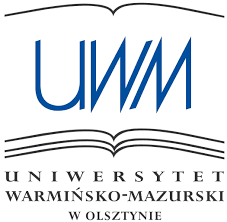 UWM
UNIWERSYTET
WARMIŃSKO-MAZURSKI
W OLSZTYNIE